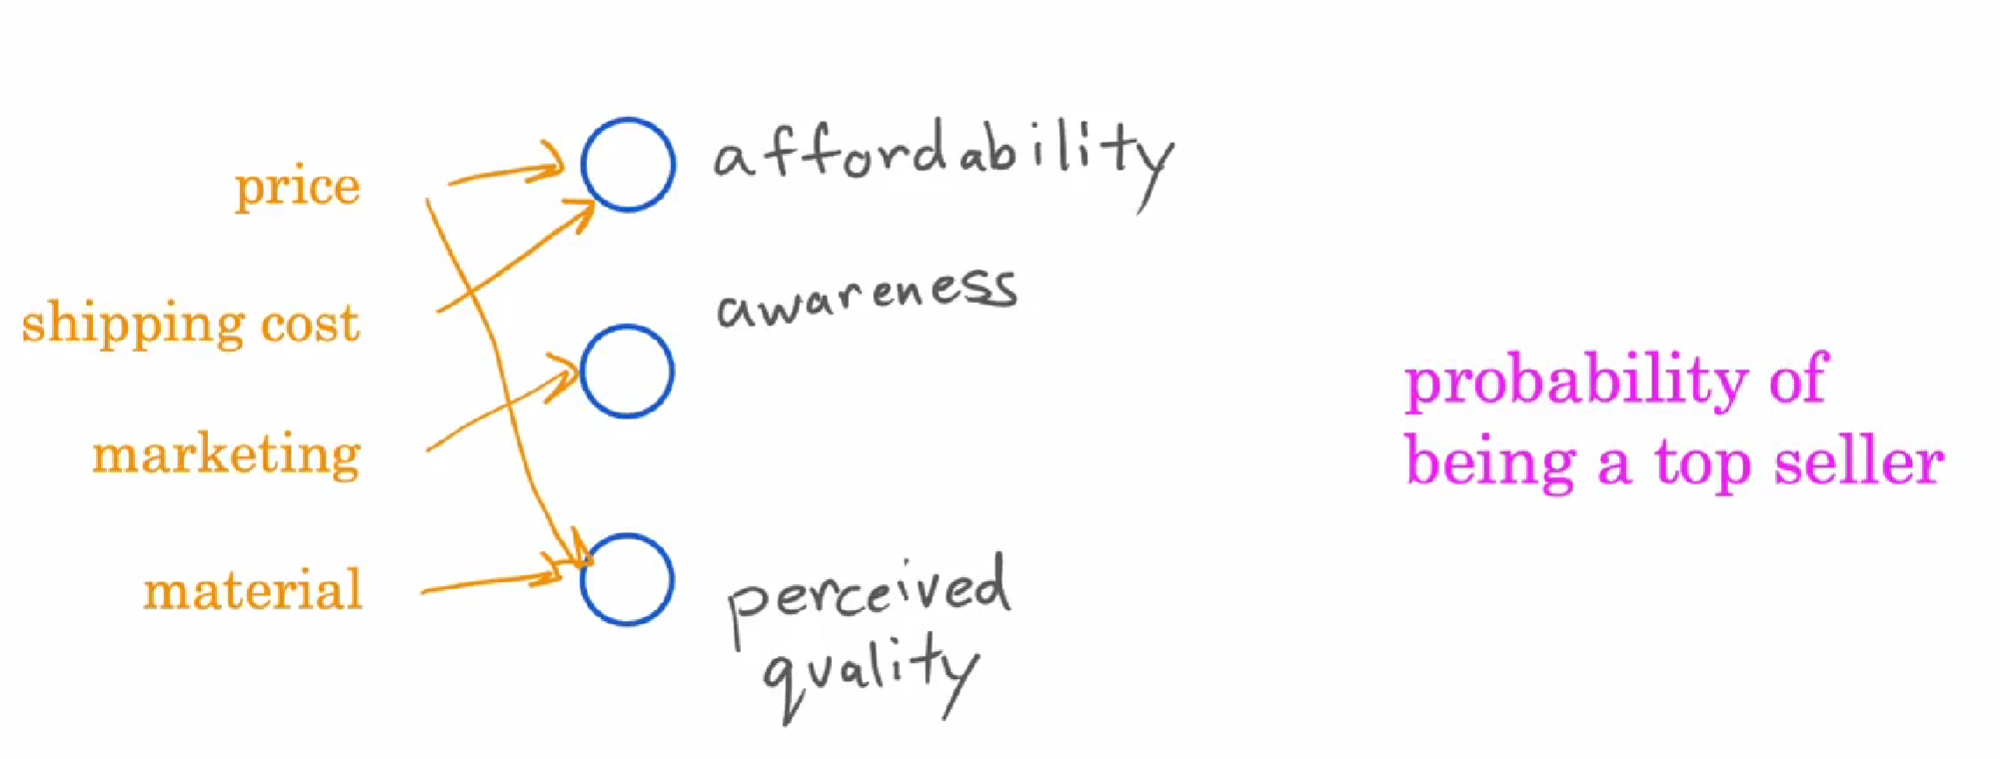 price
shipping cost
marketing
material
affordability
awareness
perceived
quality
probability of
being a top seller